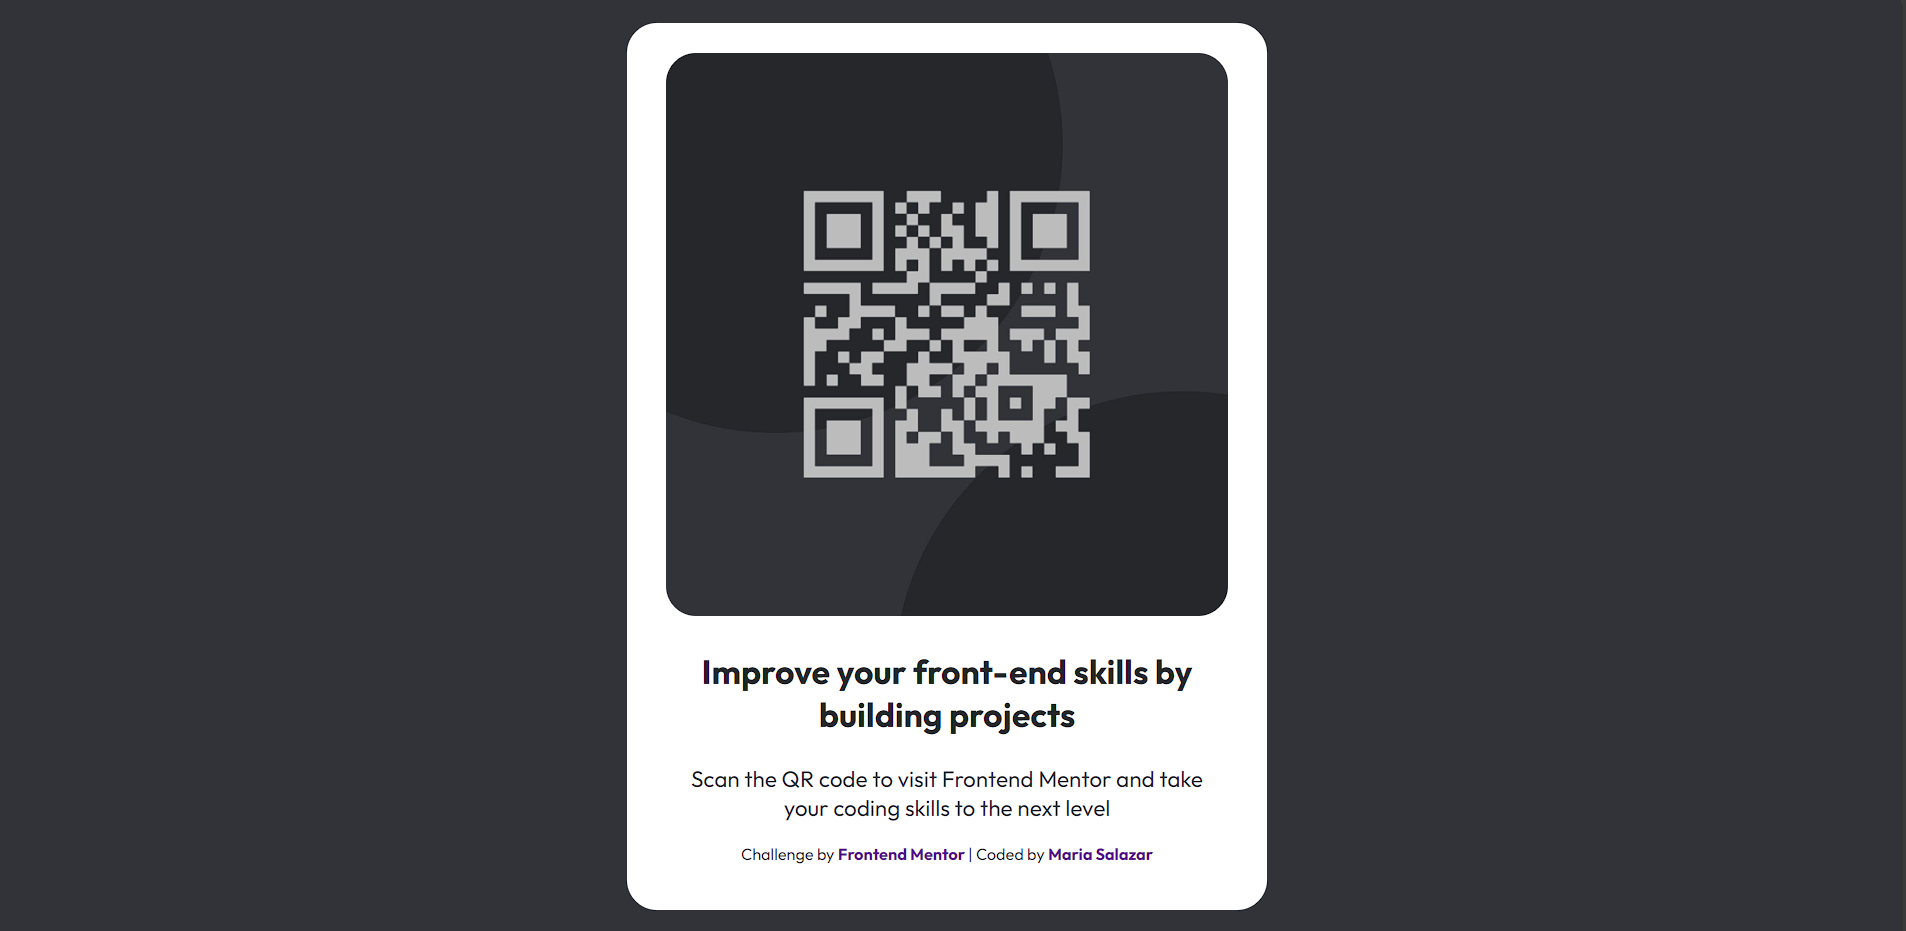 Improve your front-end skills by
building projects
Scan the QR code to visit Frontend Mentor and take
your coding skills to the next level
Challenge by Frontend Mentor | Coded by Maria Salazar